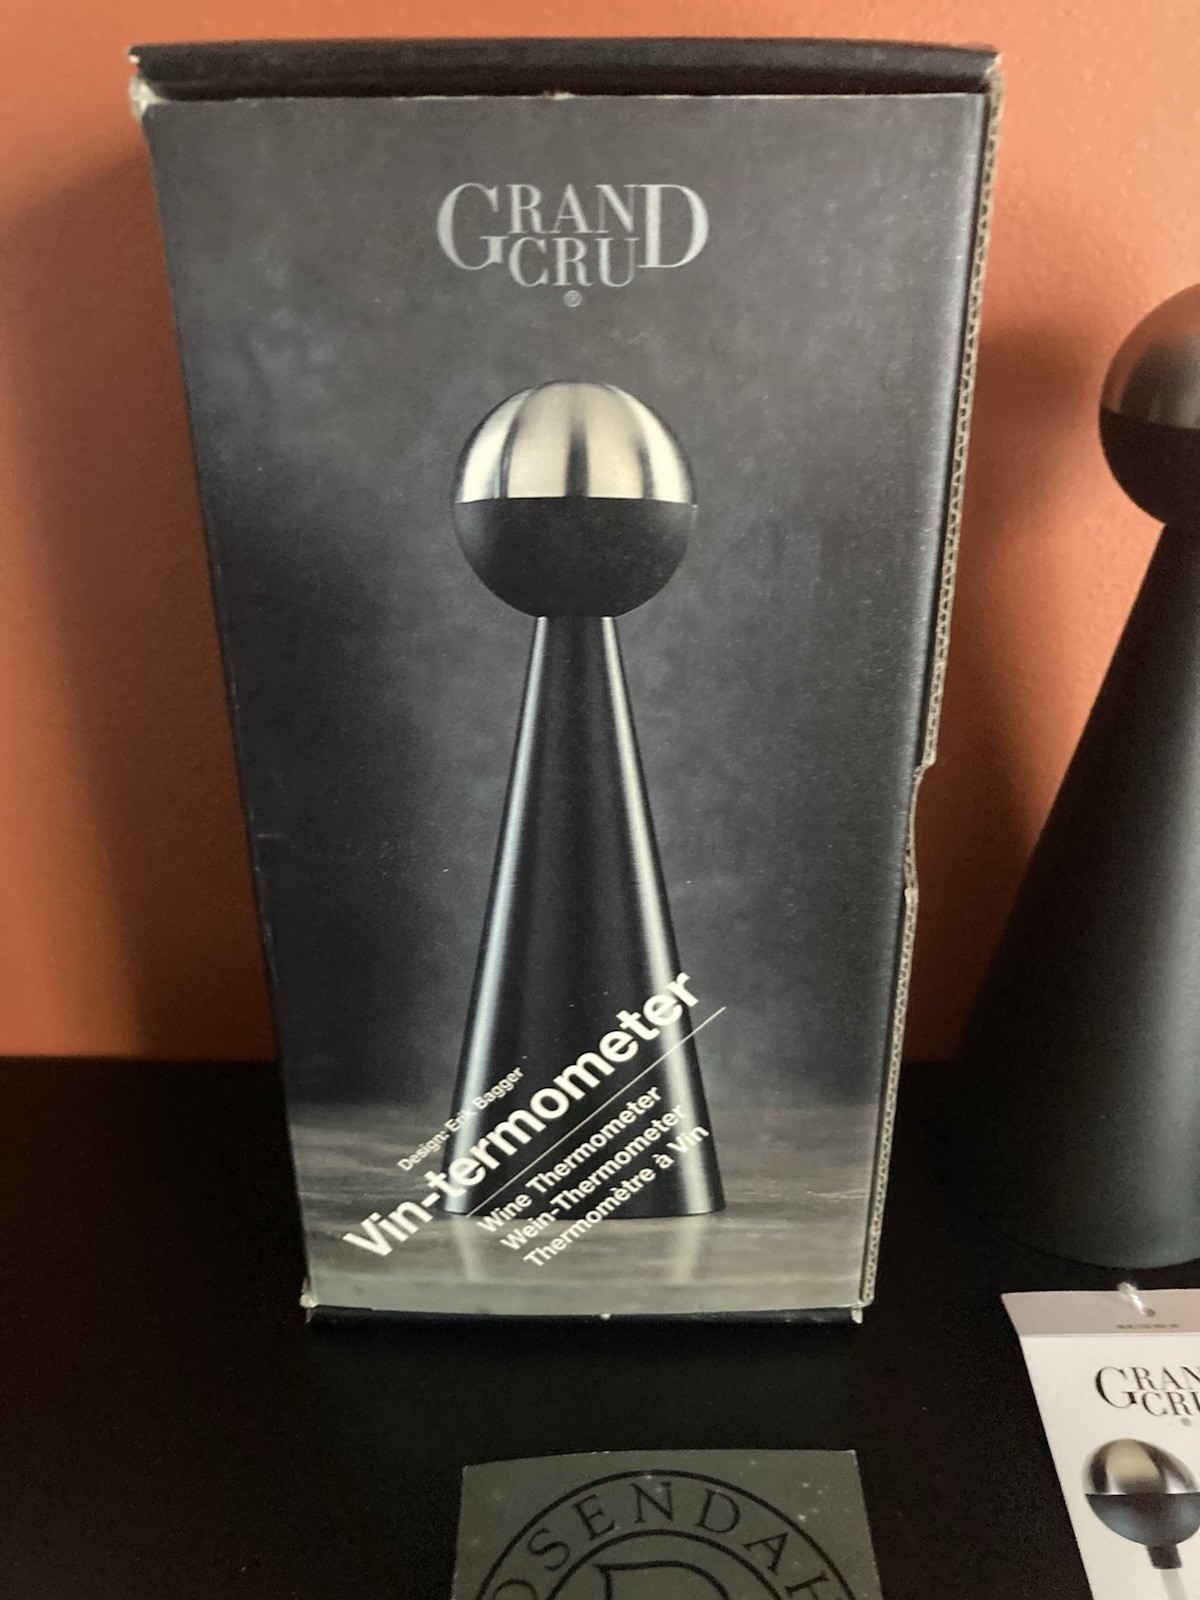 GRAND
CRU
®
Design: Erik Bagger
Vin-termometer
Wine Thermometer
Wein-Thermometer
Thermomètre à Vin
GRAN
CRU
®
OSENDAH